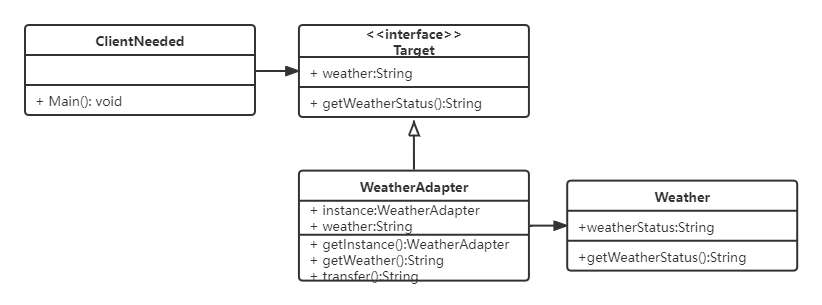 ClientNeeded
+ Main(): void
<<interface>>
Target
+ weather:String
+ getWeatherStatus():String
WeatherAdapter
+ instance:WeatherAdapter
+ weather:String
+ getInstance():WeatherAdapter
+ getWeather():String
+ transfer():String
Weather
+weatherStatus:String
+getWeatherStatus():String